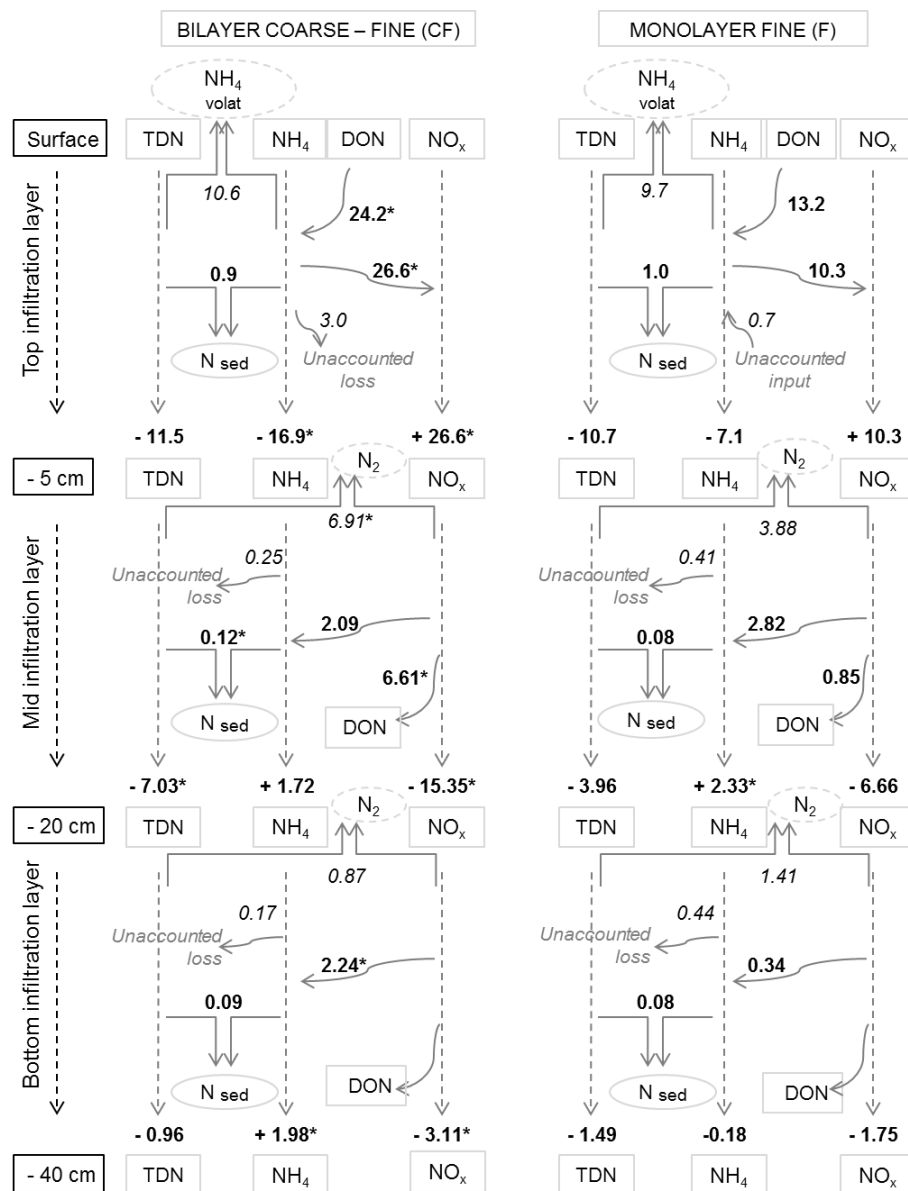 BILAYER COARSE – FINE (CF) MONOLAYER FINE (F)
NH₄ NH₄
volat volat
Surface TDN NH₄ DON NOₓ TDN NH₄ DON NOₓ
10.6 9.7
24.2* 13.2
0.9 26.6* 1.0 10.3
3.0 0.7
N sed Unaccounted N sed Unaccounted
loss input
Top infiltration layer
- 11.5 - 16.9* + 26.6* - 10.7 - 7.1 + 10.3
N₂ N₂
- 5 cm TDN NH₄ NOₓ TDN NH₄ NOₓ
6.91* 3.88
0.25 0.41
Unaccounted Unaccounted
loss loss
0.12* 2.09 0.08 2.82
6.61* 0.85
N sed DON N sed DON
Mid infiltration layer
- 7.03* + 1.72 - 15.35* - 3.96 + 2.33* - 6.66
N₂ N₂
- 20 cm TDN NH₄ NOₓ TDN NH₄ NOₓ
0.87 1.41
0.17 0.44
Unaccounted Unaccounted
loss loss
2.24* 0.34
0.09 0.08
N sed DON N sed DON
Bottom infiltration layer
- 0.96 + 1.98* - 3.11* - 1.49 -0.18 - 1.75
- 40 cm TDN NH₄ NOₓ TDN NH₄ NOₓ